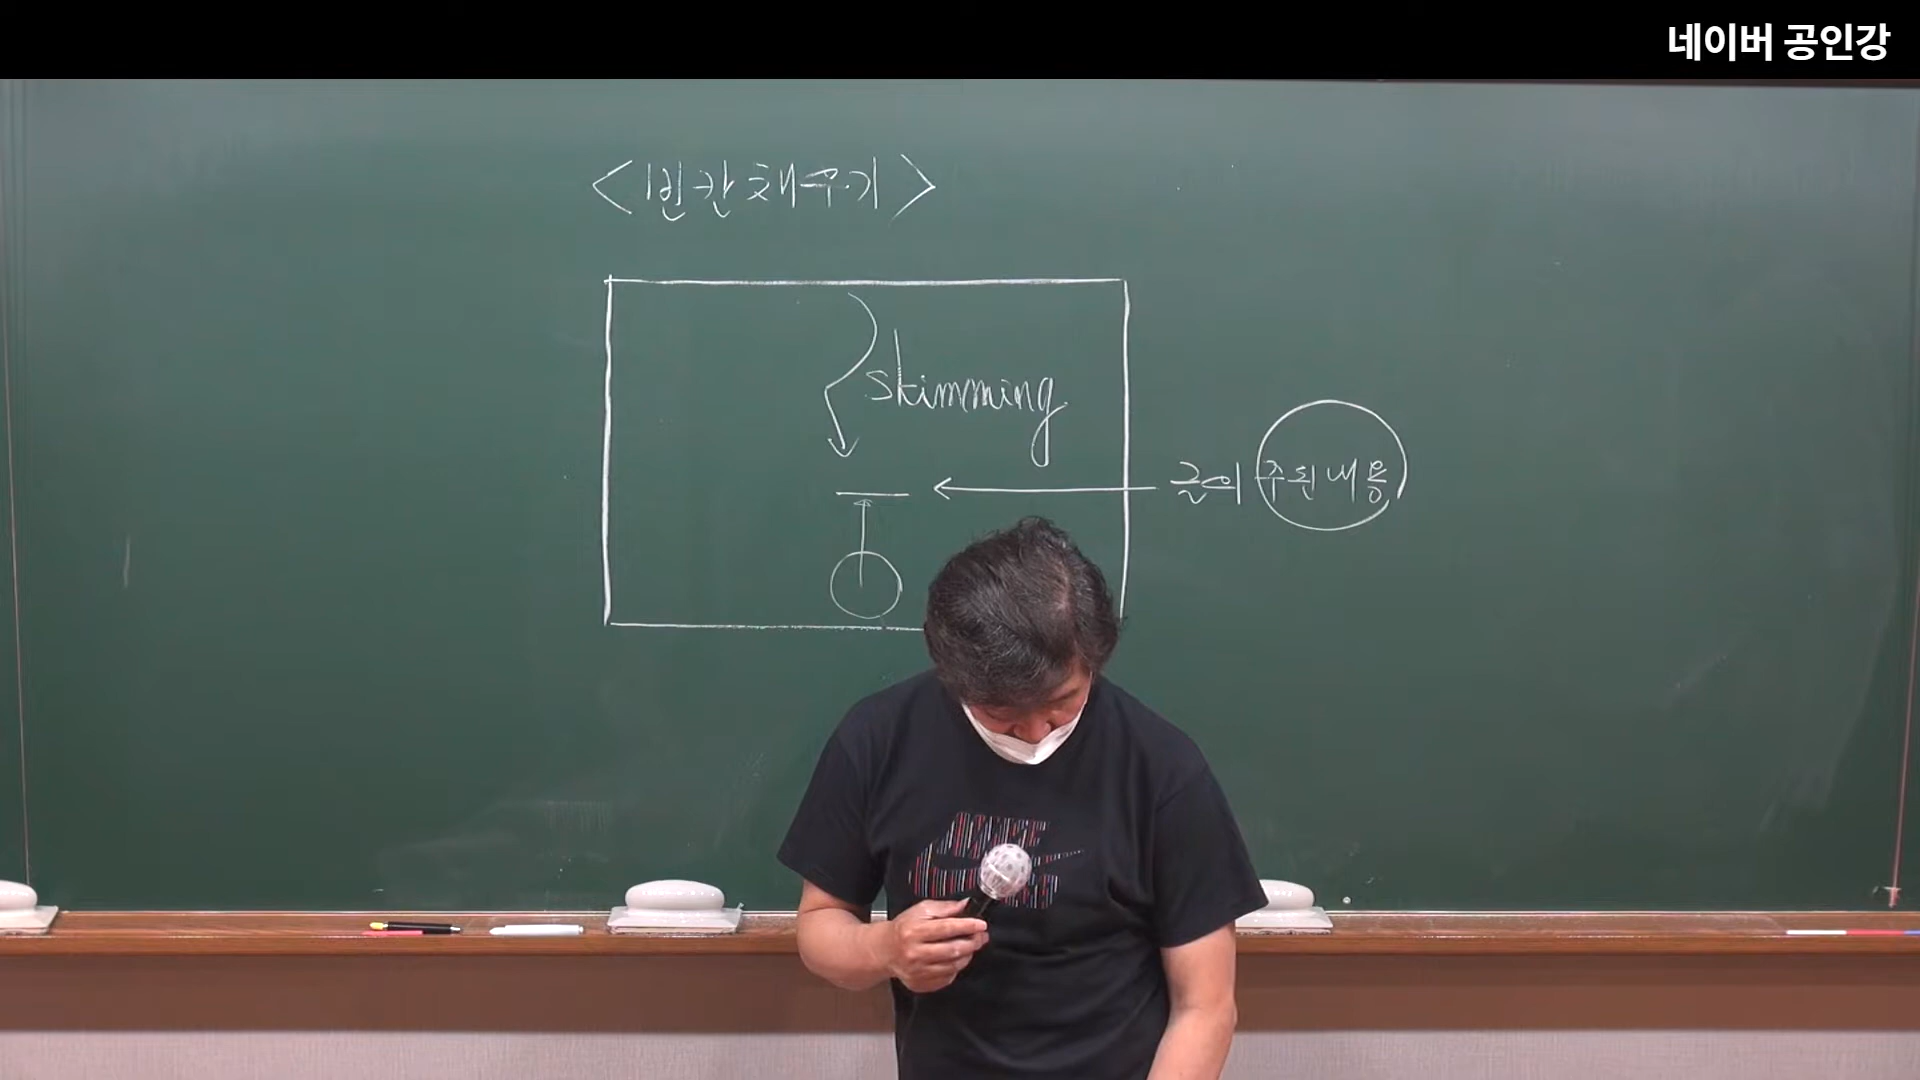 네이버 공인강
<빈칸채우기>
skimming
글의 주된내용